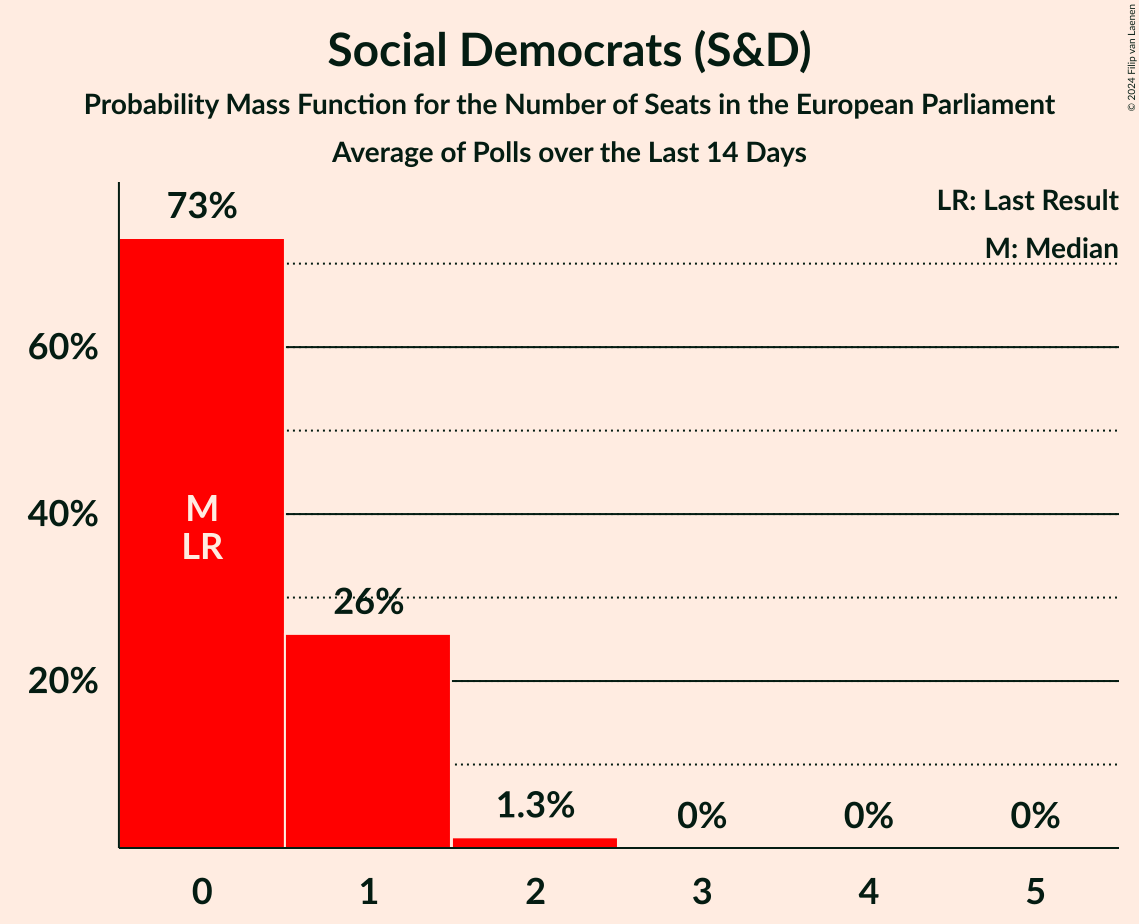 Social Democrats (S&D)
Probability Mass Function for the Number of Seats in the European Parliament
Average of Polls over the Last 14 Days
© 2024 Filip van Laenen
LR: Last Result
M: Median
73%
60%
40%
20%
M
LR
26%
1.3%
0%
0%
0%
0 1 2 3 4 5